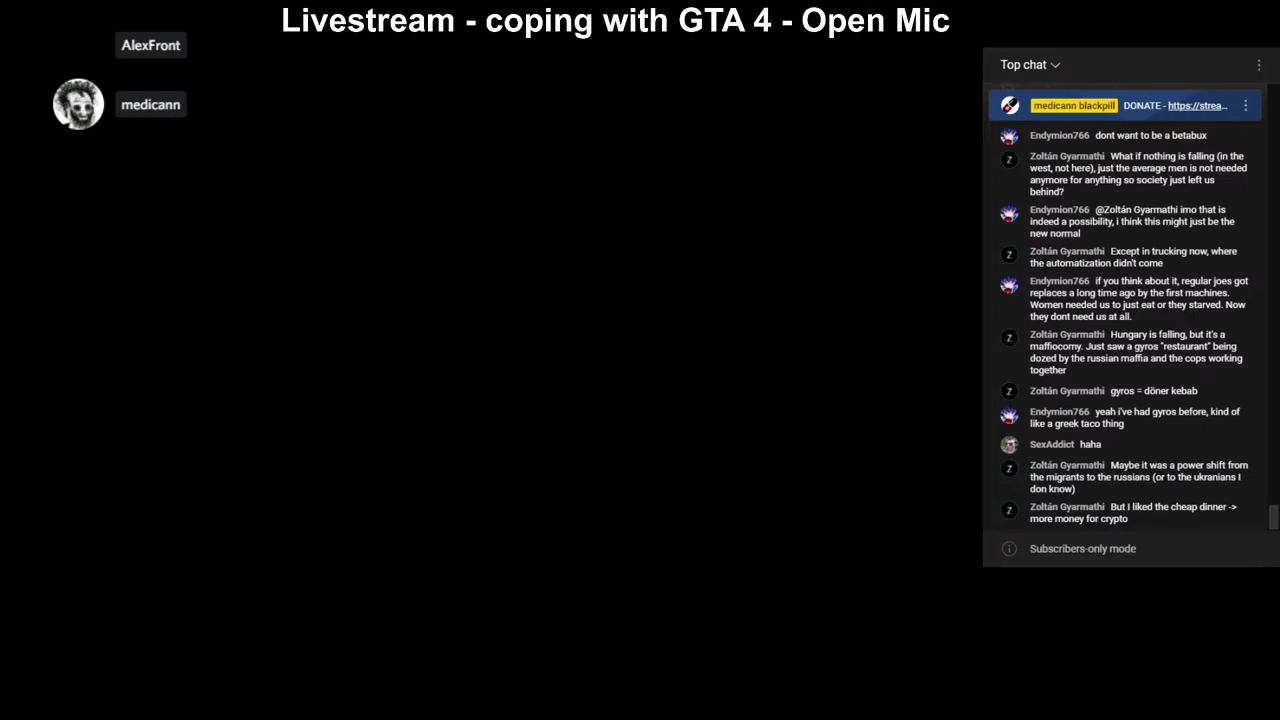 Livestream - coping with GTA 4 - Open Mic
AlexFront
medicann
Top chat
medicann blackpill DONATE - https://strea...
Endymion766 dont want to be a betabux
Zoltán Gyarmathi What if nothing is falling (in the
west, not here), just the average men is not needed
anymore for anything so society just left us
behind?
Endymion766 @Zoltán Gyarmathi imo that is
indeed a possibility, i think this might just be the
new normal
Zoltán Gyarmathi Except in trucking now, where
the automatization didn't come
Endymion766 if you think about it, regular joes got
replaces a long time ago by the first machines.
Women needed us to just eat or they starved. Now
they dont need us at all.
Zoltán Gyarmathi Hungary is falling, but it's a
maffiocomy. Just saw a gyros "restaurant" being
dozed by the russian maffia and the cops working
together
Z
Zoltán Gyarmathi gyros = döner kebab
Endymion766 yeah i've had gyros before, kind of
like a greek taco thing
SexAddict haha
Zoltán Gyarmathi Maybe it was a power shift from
the migrants to the russians (or to the ukranians I
don know)
Zoltán Gyarmathi But I liked the cheap dinner ->
more money for crypto
Subscribers-only mode